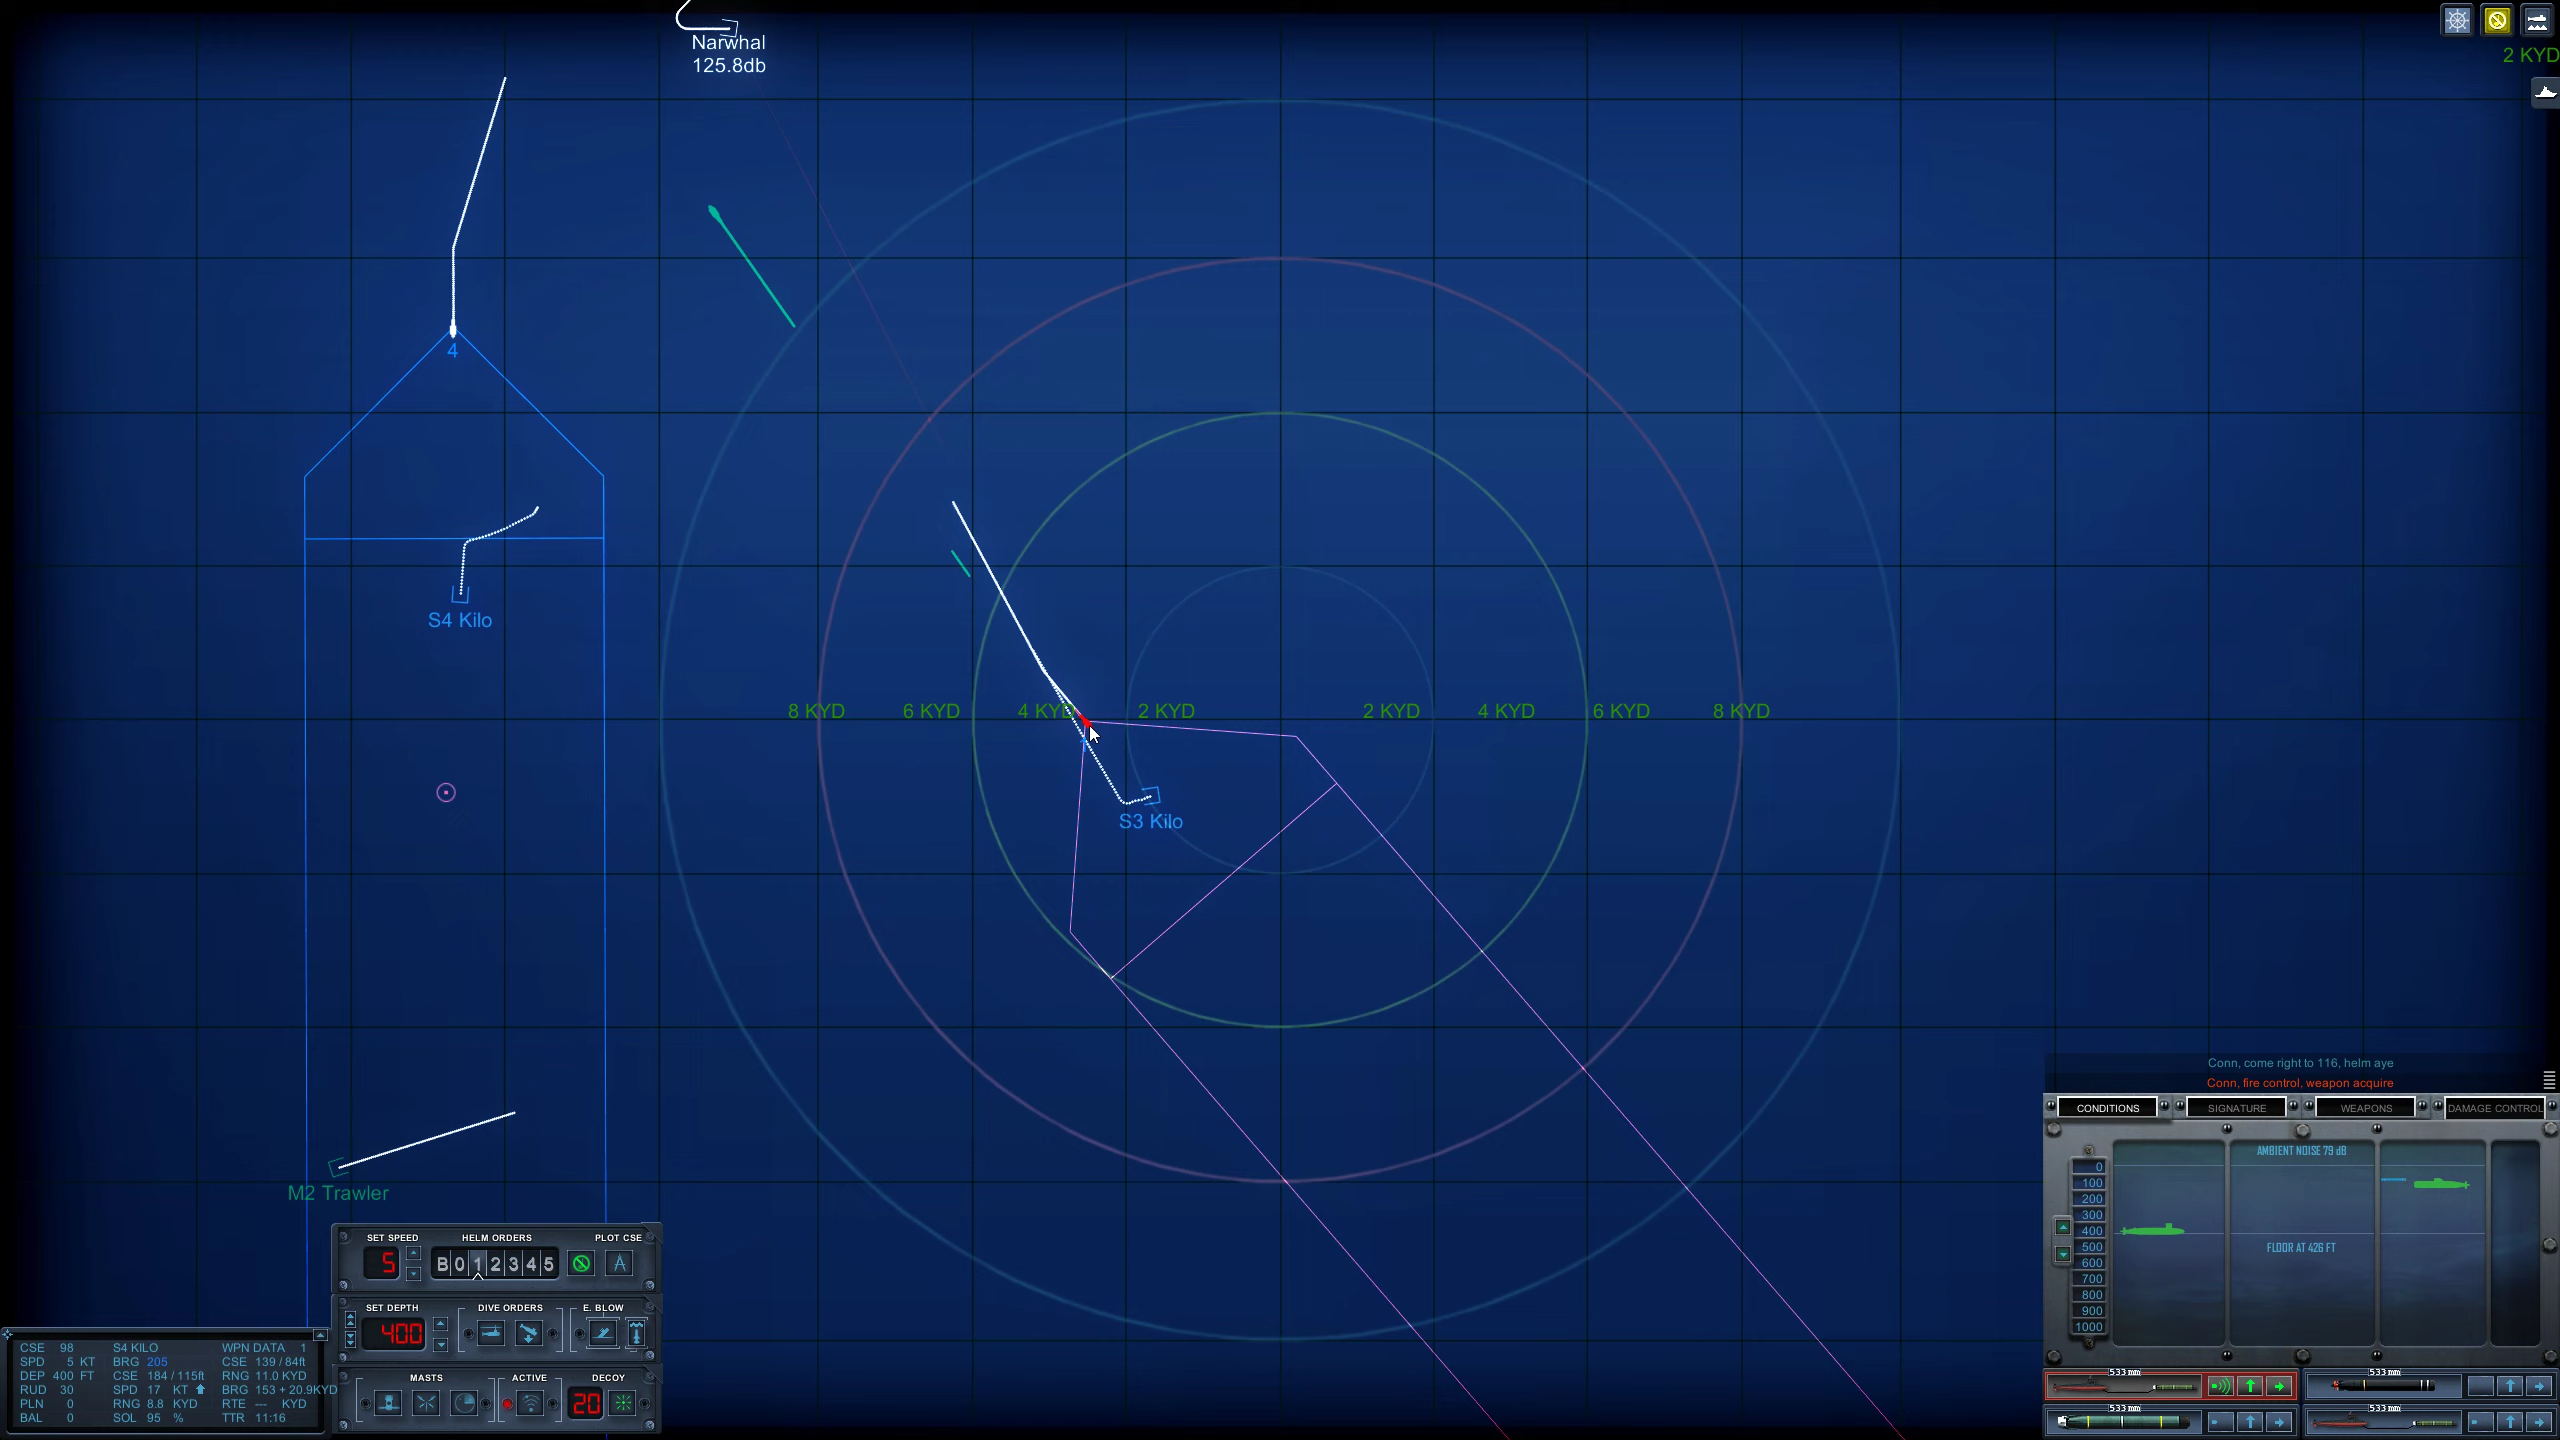 Narwhal
125.8db
2 KYD
4
S4 Kilo
8 KYD 6 KYD 4 KYD 2 KYD 2 KYD 4 KYD 6 KYD 8 KYD
S3 Kilo
M2 Trawler
Conn, come right to 116, helm aye
Conn, fire control, weapon acquire
CONDITIONS SIGNATURE WEAPONS DAMAGE CONTROL
AMBIENT NOISE 79 dB
FLOOR AT 426 FT
0
100
200
300
400
500
600
700
800
900
1000
533 mm 533 mm
533 mm 533 mm
SET SPEED HELM ORDERS PLOT CSE
5 B 0 1 2 3 4 5
SET DEPTH DIVE ORDERS E. BLOW
400
MASTS ACTIVE DECOY
20
CSE 98 S4 KILO WPN DATA 1
SPD 5 KT BRG 205 CSE 139 / 84ft
DEP 400 FT CSE 184 / 115ft RNG 11.0 KYD
RUD 30 SPD 17 KT BRG 153 + 20.9KYD
PLN 0 RNG 8.8 KYD RTE --- KYD
BAL 0 SOL 95 % TTR 11:16